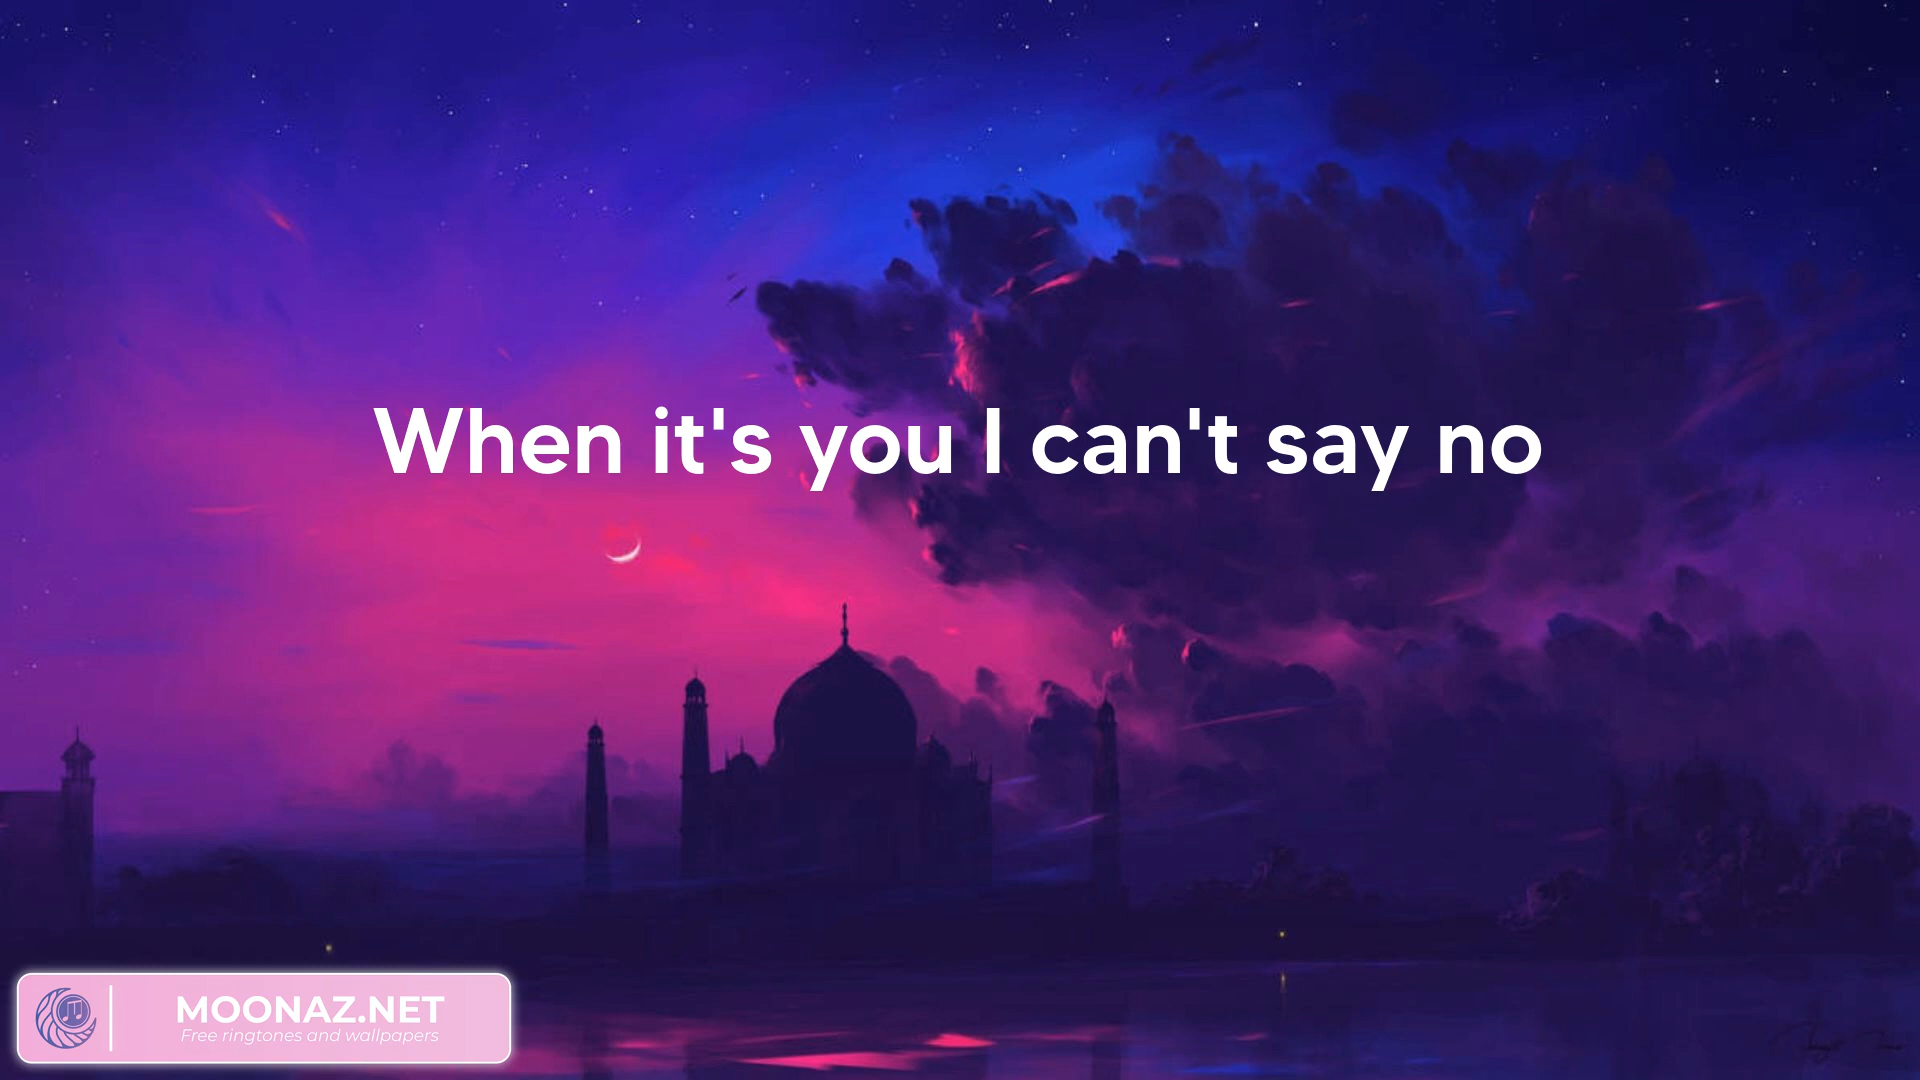 When it's you I can't say no
MOONAZ.NET
Free ringtones and wallpapers